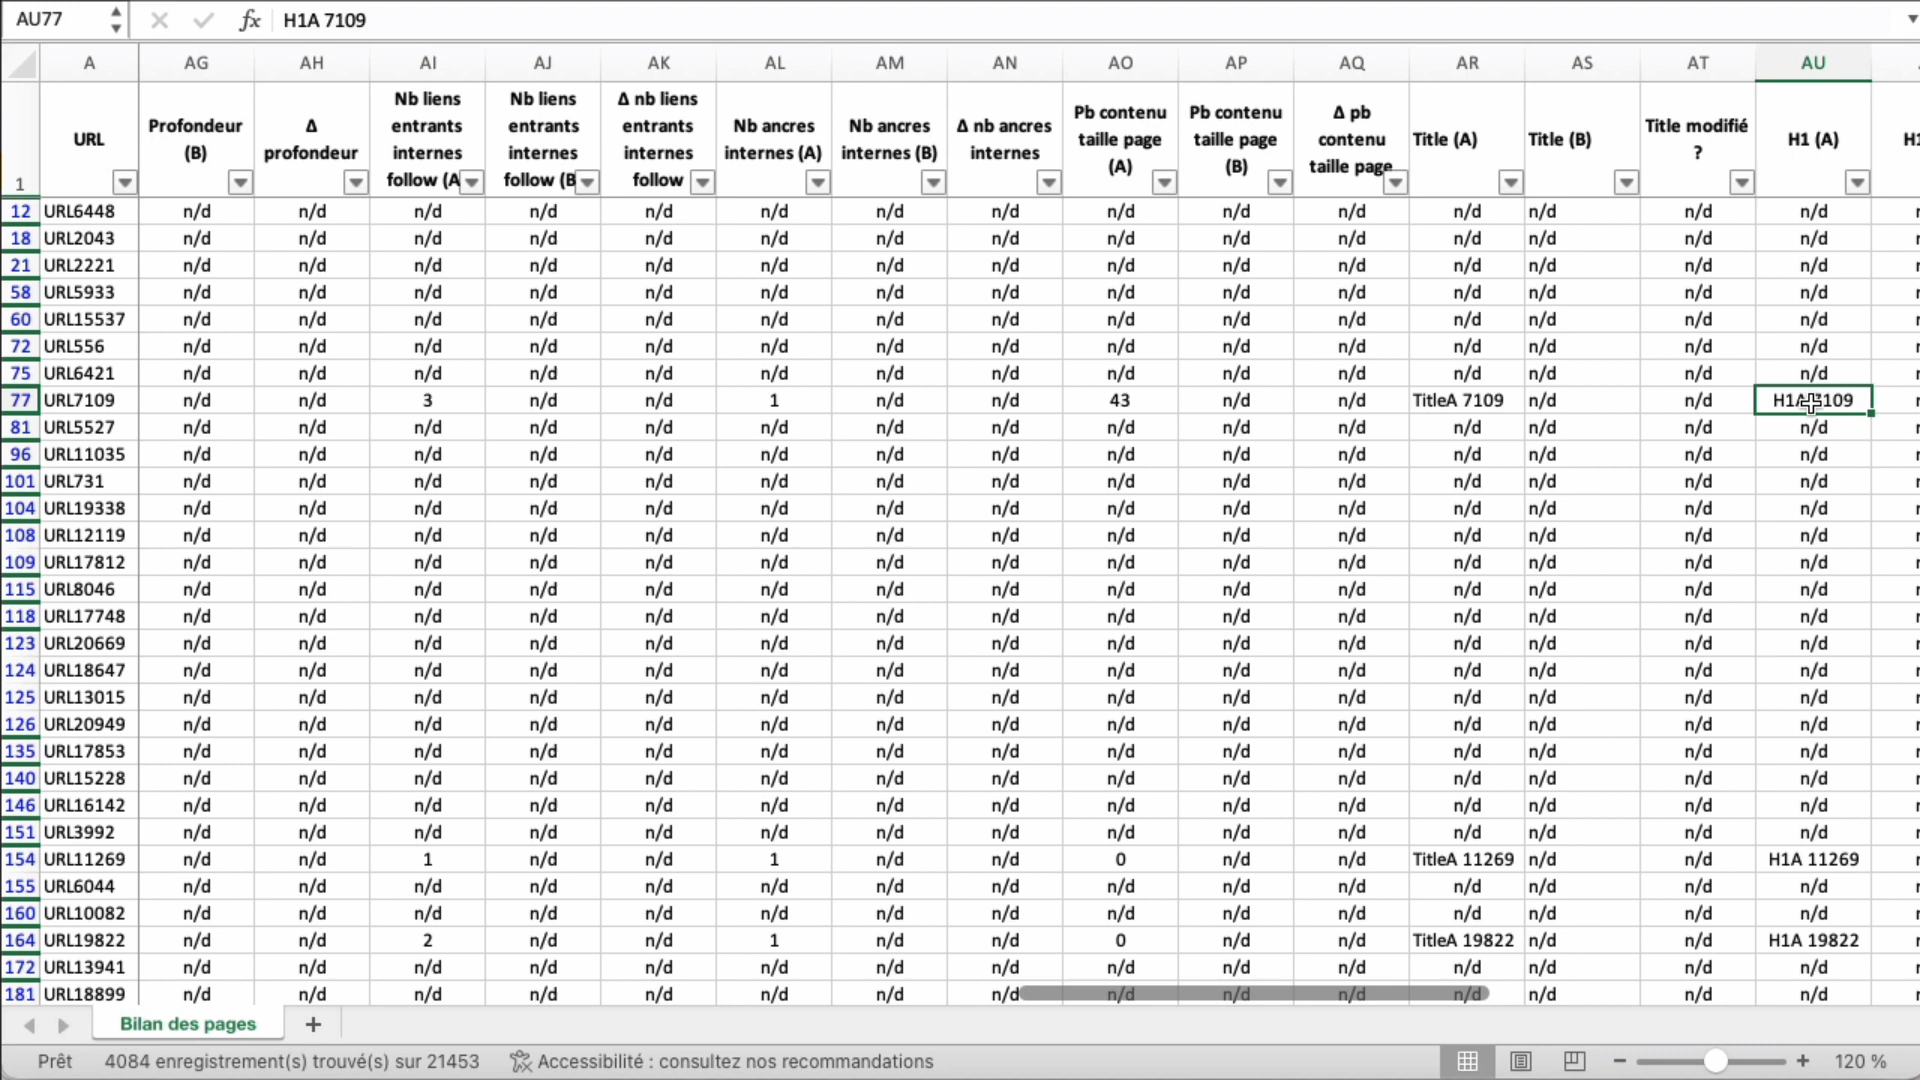 AU77 fx H1A 7109
A AG AH AI AJ AK AL AM AN AO AP AQ AR AS AT AU
1 URL Profondeur (B) Δ profondeur Nb liens entrants internes follow (A Nb liens entrants internes follow (B Δ nb liens entrants internes follow Nb ancres internes (A) Nb ancres internes (B) Δ nb ancres internes Pb contenu taille page (A) Pb contenu taille page (B) Δ pb contenu taille page Title (A) Title (B) Title modifié ? H1 (A)
12 URL6448 n/d n/d n/d n/d n/d n/d n/d n/d n/d n/d n/d n/d n/d n/d n/d
18 URL2043 n/d n/d n/d n/d n/d n/d n/d n/d n/d n/d n/d n/d n/d n/d n/d
21 URL2221 n/d n/d n/d n/d n/d n/d n/d n/d n/d n/d n/d n/d n/d n/d n/d
58 URL5933 n/d n/d n/d n/d n/d n/d n/d n/d n/d n/d n/d n/d n/d n/d n/d
60 URL15537 n/d n/d n/d n/d n/d n/d n/d n/d n/d n/d n/d n/d n/d n/d n/d
72 URL556 n/d n/d n/d n/d n/d n/d n/d n/d n/d n/d n/d n/d n/d n/d n/d
75 URL6421 n/d n/d n/d n/d n/d n/d n/d n/d n/d n/d n/d n/d n/d n/d n/d
77 URL7109 n/d n/d 3 n/d n/d 1 n/d n/d 43 n/d n/d TitleA 7109 n/d n/d H1A 7109
81 URL5527 n/d n/d n/d n/d n/d n/d n/d n/d n/d n/d n/d n/d n/d n/d n/d
96 URL11035 n/d n/d n/d n/d n/d n/d n/d n/d n/d n/d n/d n/d n/d n/d n/d
101 URL731 n/d n/d n/d n/d n/d n/d n/d n/d n/d n/d n/d n/d n/d n/d n/d
104 URL19338 n/d n/d n/d n/d n/d n/d n/d n/d n/d n/d n/d n/d n/d n/d n/d
108 URL12119 n/d n/d n/d n/d n/d n/d n/d n/d n/d n/d n/d n/d n/d n/d n/d
109 URL17812 n/d n/d n/d n/d n/d n/d n/d n/d n/d n/d n/d n/d n/d n/d n/d
115 URL8046 n/d n/d n/d n/d n/d n/d n/d n/d n/d n/d n/d n/d n/d n/d n/d
118 URL17748 n/d n/d n/d n/d n/d n/d n/d n/d n/d n/d n/d n/d n/d n/d n/d
123 URL20669 n/d n/d n/d n/d n/d n/d n/d n/d n/d n/d n/d n/d n/d n/d n/d
124 URL18647 n/d n/d n/d n/d n/d n/d n/d n/d n/d n/d n/d n/d n/d n/d n/d
125 URL13015 n/d n/d n/d n/d n/d n/d n/d n/d n/d n/d n/d n/d n/d n/d n/d
126 URL20949 n/d n/d n/d n/d n/d n/d n/d n/d n/d n/d n/d n/d n/d n/d n/d
135 URL17853 n/d n/d n/d n/d n/d n/d n/d n/d n/d n/d n/d n/d n/d n/d n/d
140 URL15228 n/d n/d n/d n/d n/d n/d n/d n/d n/d n/d n/d n/d n/d n/d n/d
146 URL16142 n/d n/d n/d n/d n/d n/d n/d n/d n/d n/d n/d n/d n/d n/d n/d
151 URL3992 n/d n/d n/d n/d n/d n/d n/d n/d n/d n/d n/d n/d n/d n/d n/d
154 URL11269 n/d n/d 1 n/d n/d 1 n/d n/d 0 n/d n/d TitleA 11269 n/d n/d H1A 11269
155 URL6044 n/d n/d n/d n/d n/d n/d n/d n/d n/d n/d n/d n/d n/d n/d n/d
160 URL10082 n/d n/d n/d n/d n/d n/d n/d n/d n/d n/d n/d n/d n/d n/d n/d
164 URL19822 n/d n/d 2 n/d n/d 1 n/d n/d 0 n/d n/d TitleA 19822 n/d n/d H1A 19822
172 URL13941 n/d n/d n/d n/d n/d n/d n/d n/d n/d n/d n/d n/d n/d n/d n/d
181 URL18899 n/d n/d n/d n/d n/d n/d n/d n/d n/d n/d n/d n/d n/d n/d n/d
Bilan des pages +
Prêt 4084 enregistrement(s) trouvé(s) sur 21453 Accessibilité : consultez nos recommandations 120 %